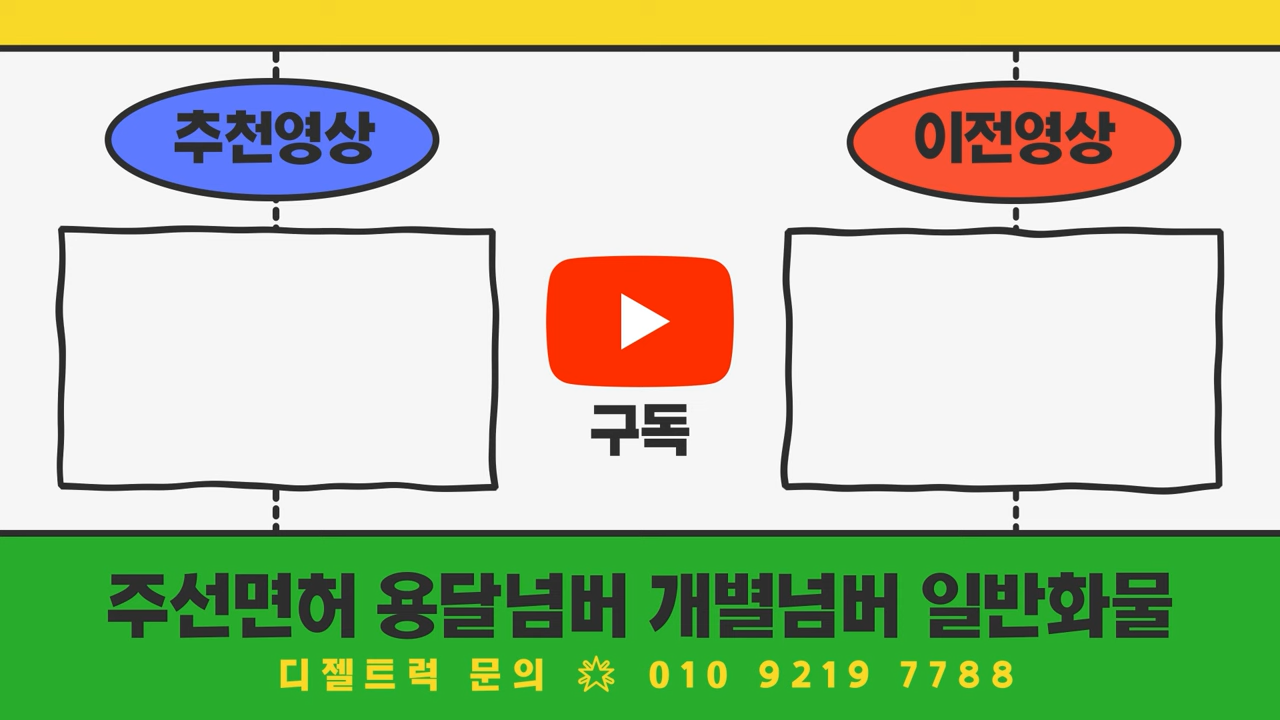 추천영상
이전영상
구독
주선면허 용달넘버 개별넘버 일반화물
디젤트럭 문의 010 9219 7788